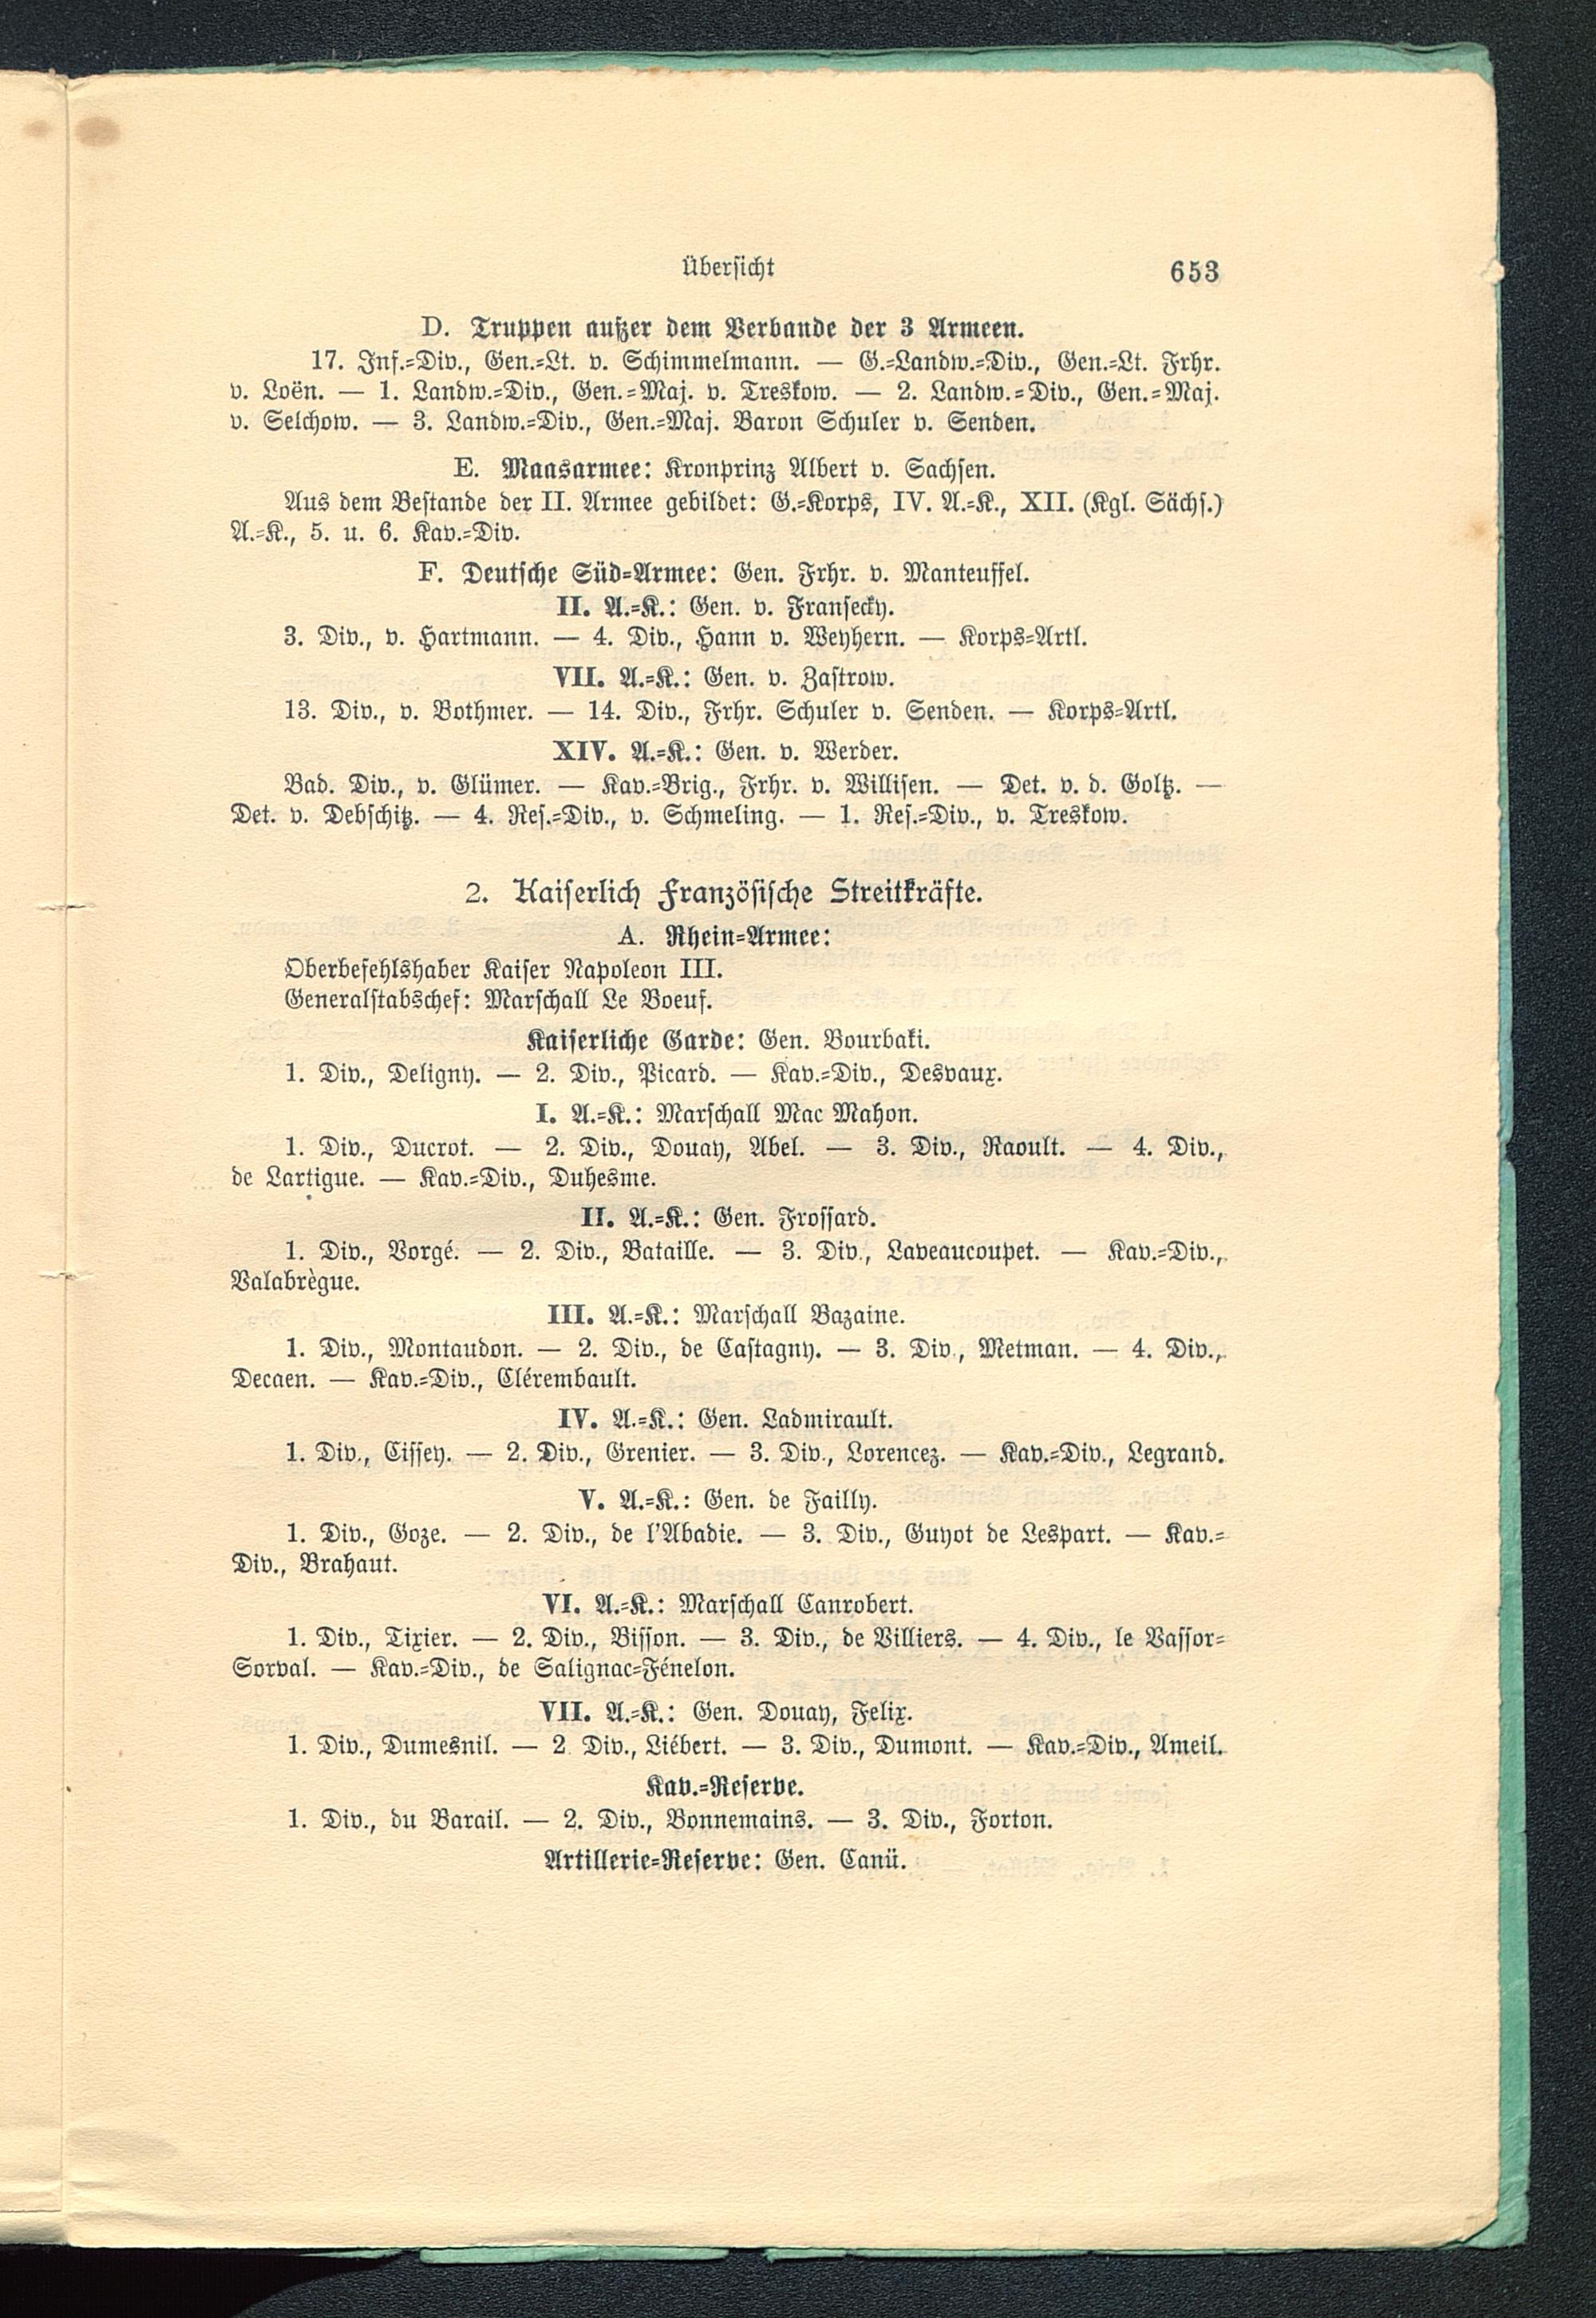 Übersicht 653
D. Truppen außer dem Verbande der 3 Armeen.
17. Inf.=Div., Gen.=Lt. v. Schimmelmann. — G.=Landw.=Div., Gen.=Lt. Frhr.
v. Loën. — 1. Landw.=Div., Gen.=Maj. v. Treskow. — 2. Landw.=Div., Gen.=Maj.
v. Selchow. — 3. Landw.=Div., Gen.=Maj. Baron Schuler v. Senden.
E. Maasarmee: Kronprinz Albert v. Sachsen.
Aus dem Bestande der II. Armee gebildet: G.=Korps, IV. A.=K., XII. (Kgl. Sächs.)
A.=K., 5. u. 6. Kav.=Div.
F. Deutsche Süd=Armee: Gen. Frhr. v. Manteuffel.
II. A.=K.: Gen. v. Fransecky.
3. Div., v. Hartmann. — 4. Div., Hann v. Weyhern. — Korps=Artl.
VII. A.=K.: Gen. v. Zastrow.
13. Div., v. Bothmer. — 14. Div., Frhr. Schuler v. Senden. — Korps=Artl.
XIV. A.=K.: Gen. v. Werder.
Bad. Div., v. Glümer. — Kav.=Brig., Frhr. v. Willisen. — Det. v. d. Goltz. —
Det. v. Debschitz. — 4. Res.=Div., v. Schmeling. — 1. Res.=Div., v. Treskow.
2. Kaiserlich Französische Streitkräfte.
A. Rhein=Armee:
Oberbefehlshaber Kaiser Napoleon III.
Generalstabschef: Marschall Le Boeuf.
Kaiserliche Garde: Gen. Bourbaki.
1. Div., Deligny. — 2. Div., Picard. — Kav.=Div., Desvaux.
I. A.=K.: Marschall Mac Mahon.
1. Div., Ducrot. — 2. Div., Douay, Abel. — 3. Div., Raoult. — 4. Div.,
de Lartigue. — Kav.=Div., Duhesme.
II. A.=K.: Gen. Frossard.
1. Div., Vorgé. — 2. Div., Bataille. — 3. Div., Laveaucoupet. — Kav.=Div.,
Valabrègue.
III. A.=K.: Marschall Bazaine.
1. Div., Montaudon. — 2. Div., de Castagny. — 3. Div., Metman. — 4. Div.,
Decaen. — Kav.=Div., Clérembault.
IV. A.=K.: Gen. Ladmirault.
1. Div., Cissey. — 2. Div., Grenier. — 3. Div., Lorencez. — Kav.=Div., Legrand.
V. A.=K.: Gen. de Failly.
1. Div., Goze. — 2. Div., de l'Abadie. — 3. Div., Guyot de Lespart. — Kav.=
Div., Brahaut.
VI. A.=K.: Marschall Canrobert.
1. Div., Tixier. — 2. Div., Bisson. — 3. Div., de Villiers. — 4. Div., le Vassor=
Sorval. — Kav.=Div., de Salignac=Fénelon.
VII. A.=K.: Gen. Douay, Felix.
1. Div., Dumesnil. — 2. Div., Liébert. — 3. Div., Dumont. — Kav.=Div., Ameil.
Kav.=Reserve.
1. Div., du Barail. — 2. Div., Bonnemains. — 3. Div., Forton.
Artillerie=Reserve: Gen. Canü.